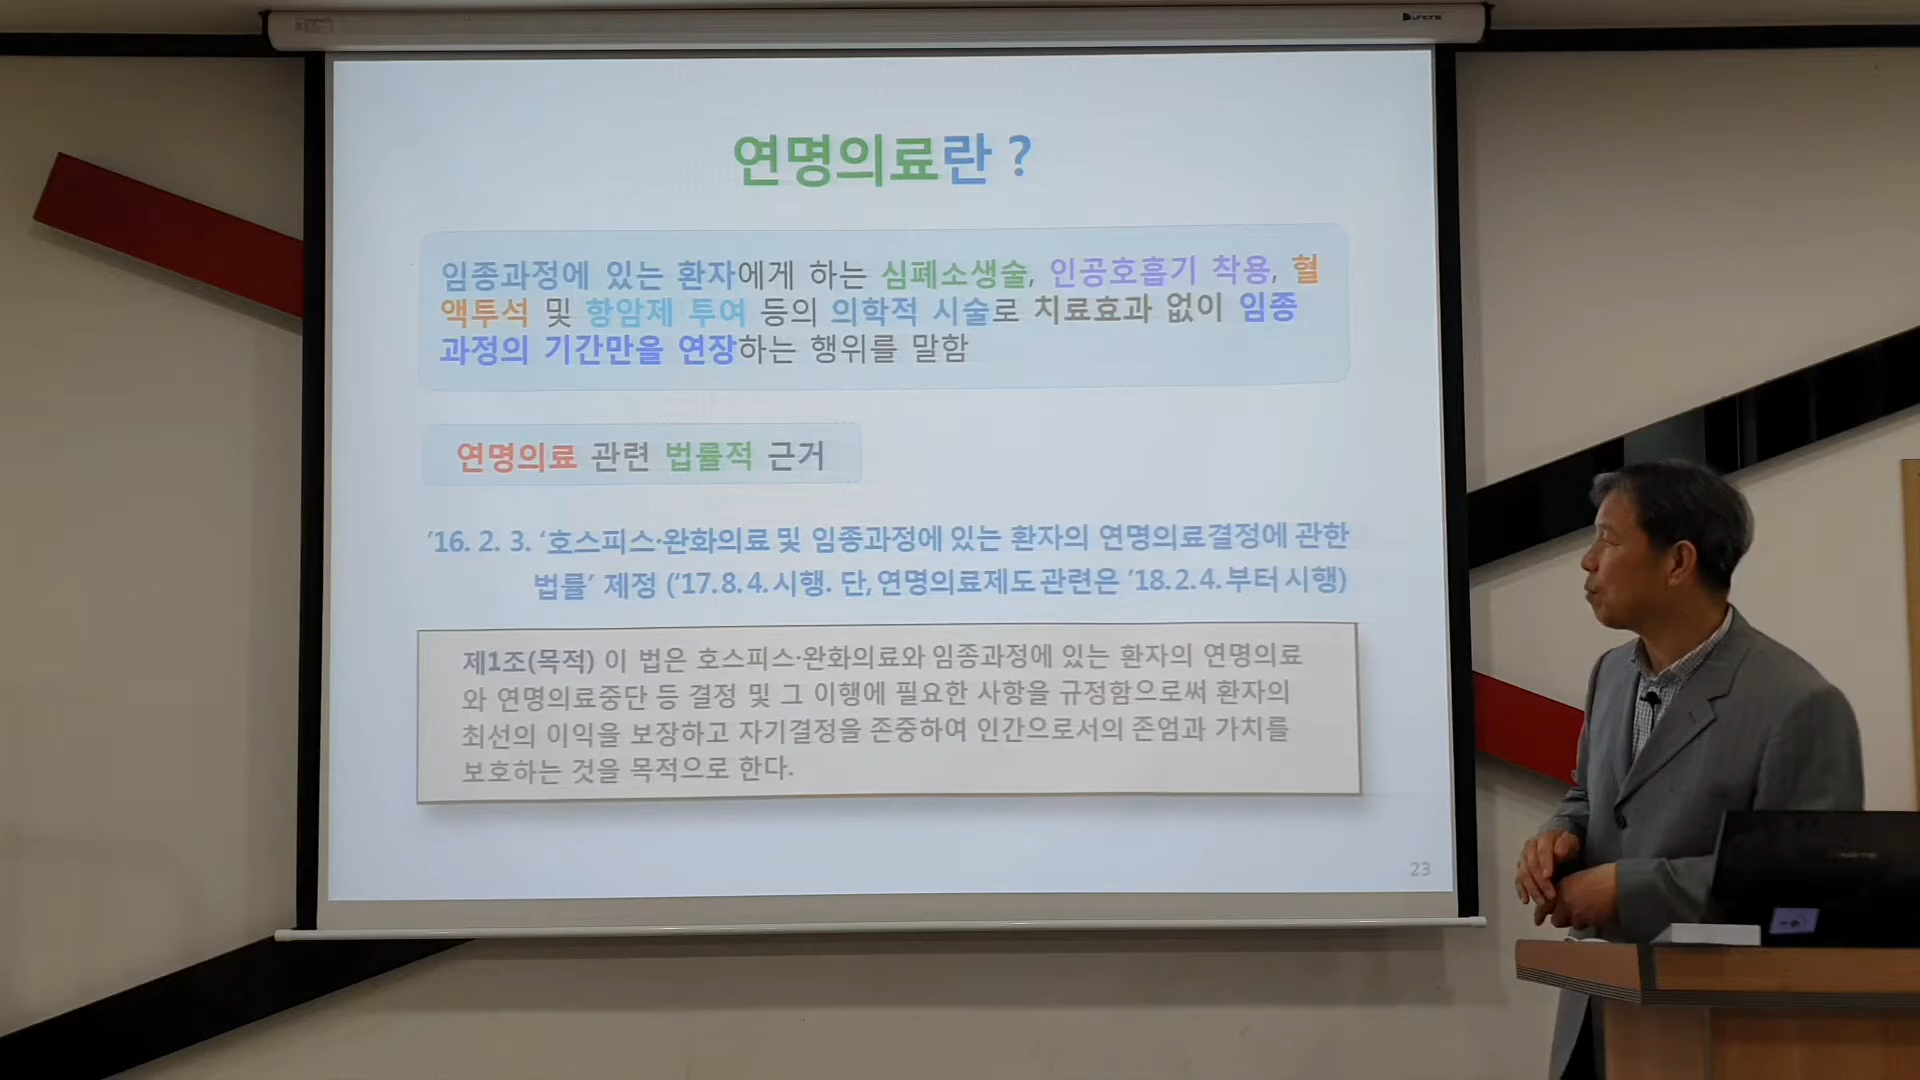 연명의료란 ?
임종과정에 있는 환자에게 하는 심폐소생술, 인공호흡기 착용, 혈
액투석 및 항암제 투여 등의 의학적 시술로 치료효과 없이 임종
과정의 기간만을 연장하는 행위를 말함
연명의료 관련 법률적 근거
’16. 2. 3. ‘호스피스·완화의료 및 임종과정에 있는 환자의 연명의료결정에 관한
법률’ 제정 (‘17.8.4.시행. 단, 연명의료제도관련은 ’18.2.4.부터 시행)
제1조(목적) 이 법은 호스피스·완화의료와 임종과정에 있는 환자의 연명의료
와 연명의료중단 등 결정 및 그 이행에 필요한 사항을 규정함으로써 환자의
최선의 이익을 보장하고 자기결정을 존중하여 인간으로서의 존엄과 가치를
보호하는 것을 목적으로 한다.
23